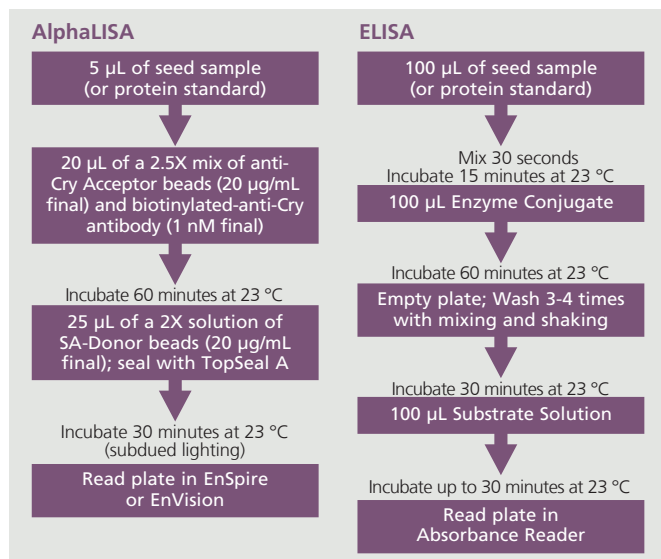 AlphaLISA
5 µL of seed sample
(or protein standard)
20 µL of a 2.5X mix of anti-
Cry Acceptor beads (20 µg/mL
final) and biotinylated-anti-Cry
antibody (1 nM final)
Incubate 60 minutes at 23 °C
25 µL of a 2X solution of
SA-Donor beads (20 µg/mL
final); seal with TopSeal A
Incubate 30 minutes at 23 °C
(subdued lighting)
Read plate in EnSpire
or EnVision
ELISA
100 µL of seed sample
(or protein standard)
Mix 30 seconds
Incubate 15 minutes at 23 °C
100 µL Enzyme Conjugate
Incubate 60 minutes at 23 °C
Empty plate; Wash 3-4 times
with mixing and shaking
Incubate 30 minutes at 23 °C
100 µL Substrate Solution
Incubate up to 30 minutes at 23 °C
Read plate in
Absorbance Reader